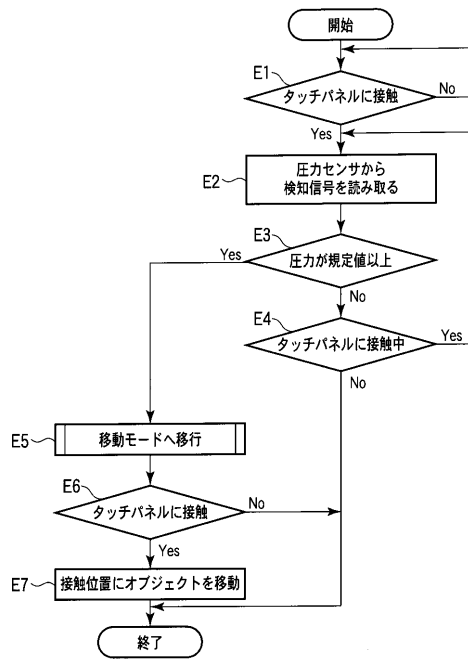 開始
E1
タッチパネルに接触
No
Yes
E2
圧力センサから
検知信号を読み取る
E3
Yes
圧力が規定値以上
No
E4
タッチパネルに接触中
Yes
No
E5
移動モードへ移行
E6
タッチパネルに接触
No
Yes
E7
接触位置にオブジェクトを移動
終了